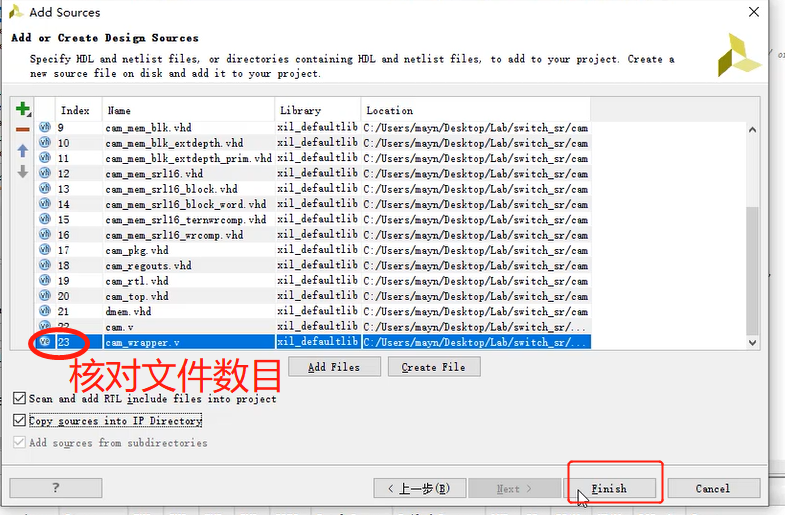 Add Sources
Add or Create Design Sources
Specify HDL and netlist files, or directories containing HDL and netlist files, to add to your project. Create a
new source file on disk and add it to your project.
Index Name Library Location
9 cam_mem_blk.vhd xil_defaultlib C:/Users/mayn/Desktop/Lab/switch_sr/cam
10 cam_mem_blk_extdepth.vhd xil_defaultlib C:/Users/mayn/Desktop/Lab/switch_sr/cam
11 cam_mem_blk_extdepth_prim.vhd xil_defaultlib C:/Users/mayn/Desktop/Lab/switch_sr/cam
12 cam_mem_srl16.vhd xil_defaultlib C:/Users/mayn/Desktop/Lab/switch_sr/cam
13 cam_mem_srl16_block.vhd xil_defaultlib C:/Users/mayn/Desktop/Lab/switch_sr/cam
14 cam_mem_srl16_block_word.vhd xil_defaultlib C:/Users/mayn/Desktop/Lab/switch_sr/cam
15 cam_mem_srl16_ternwrcomp.vhd xil_defaultlib C:/Users/mayn/Desktop/Lab/switch_sr/cam
16 cam_mem_srl16_wrcomp.vhd xil_defaultlib C:/Users/mayn/Desktop/Lab/switch_sr/cam
17 cam_pkg.vhd xil_defaultlib C:/Users/mayn/Desktop/Lab/switch_sr/cam
18 cam_regouts.vhd xil_defaultlib C:/Users/mayn/Desktop/Lab/switch_sr/cam
19 cam_rtl.vhd xil_defaultlib C:/Users/mayn/Desktop/Lab/switch_sr/cam
20 cam_top.vhd xil_defaultlib C:/Users/mayn/Desktop/Lab/switch_sr/cam
21 dmem.vhd xil_defaultlib C:/Users/mayn/Desktop/Lab/switch_sr/cam
22 cam.v xil_defaultlib C:/Users/mayn/Desktop/Lab/switch_sr/...
23 cam_wrapper.v xil_defaultlib C:/Users/mayn/Desktop/Lab/switch_sr/...
核对文件数目
Add Files Create File
Scan and add RTL include files into project
Copy sources into IP Directory
Add sources from subdirectories
? < 上一步(B) Next > Finish Cancel